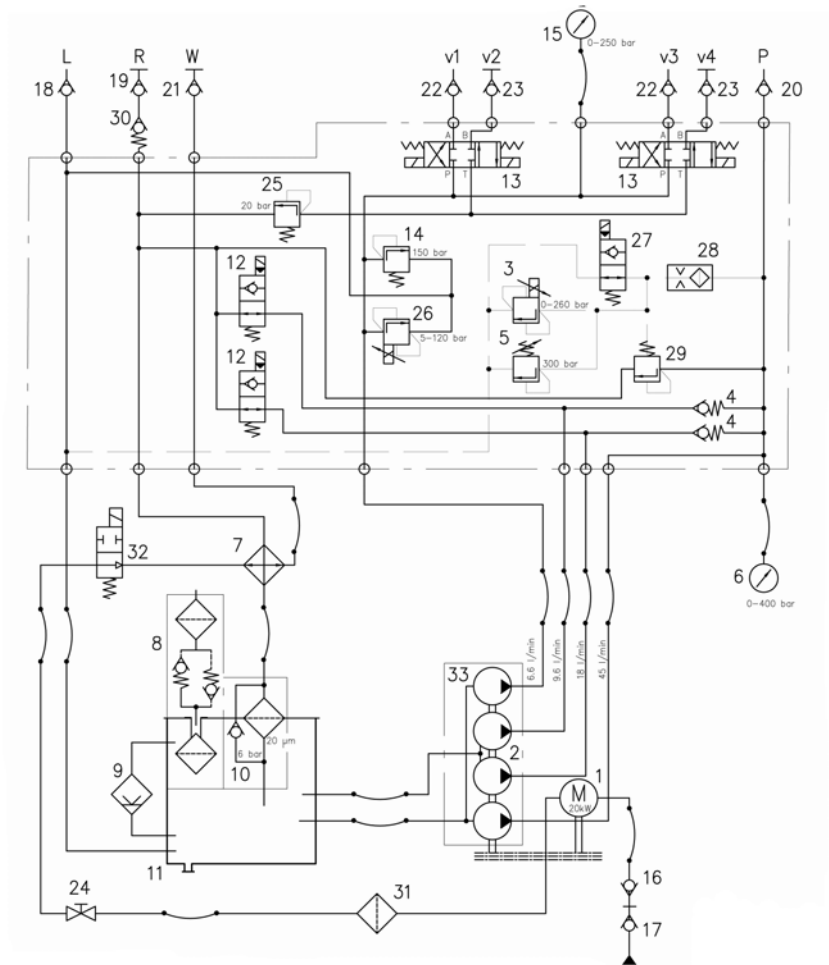 15
0-250 bar
L R W v1 v2 v3 v4 P
18 19 21 22 23 22 23 20
30
A B A B
P T P T
13 13
25
20 bar
14
150 bar
27 28
12
3
0-260 bar
26
5-120 bar
5
300 bar
29
12
4
4
32 7
6
0-400 bar
6.6 l/min 9.6 l/min 18 l/min 45 l/min
8
33
20 µm
6 bar
2
9 10
1
M
20kW
11
24 31 16
17